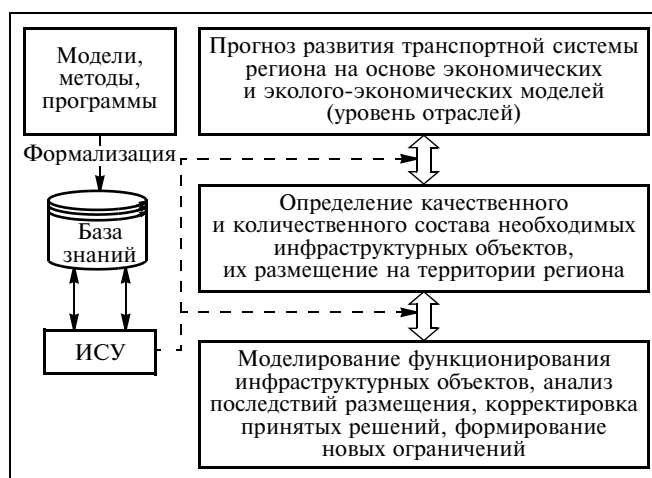 Модели,
методы,
программы
Формализация
База
знаний
ИСУ
Прогноз развития транспортной системы
региона на основе экономических
и эколого-экономических моделей
(уровень отраслей)
Определение качественного
и количественного состава необходимых
инфраструктурных объектов,
их размещение на территории региона
Моделирование функционирования
инфраструктурных объектов, анализ
последствий размещения, корректировка
принятых решений, формирование
новых ограничений